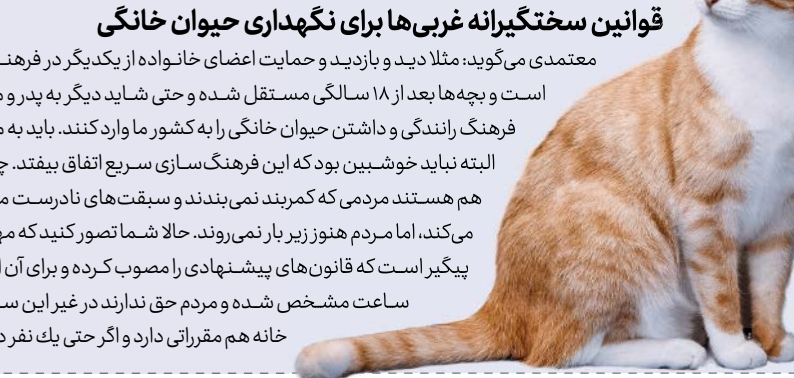 قوانین سختگیرانه غربی‌ها برای نگهداری حیوان خانگی
معتمدی می‌گوید: مثلا دید و بازدید و حمایت اعضای خانواده از یکدیگر در
است و بچه‌ها بعد از ۱۸ سالگی مستقل شده و حتی شاید دیگر به پدر و
فرهنگ رانندگی و داشتن حیوان خانگی را به کشور ما وارد کنند. باید به
البته نباید خوشبین بود که این فرهنگ‌سازی سریع اتفاق بیفتد.
هم هستند مردمی که کمربند نمی‌بندند و سبقت‌های نادرست
می‌کند، اما مردم هنوز زیر بار نمی‌روند. حالا شما تصور کنید که
پیگیر است که قانون‌های پیشنهادی را مصوب کرده و برای آن
ساعت مشخص شده و مردم حق ندارند در غیر این
خانه هم مقرراتی دارد و اگر حتی يك نفر